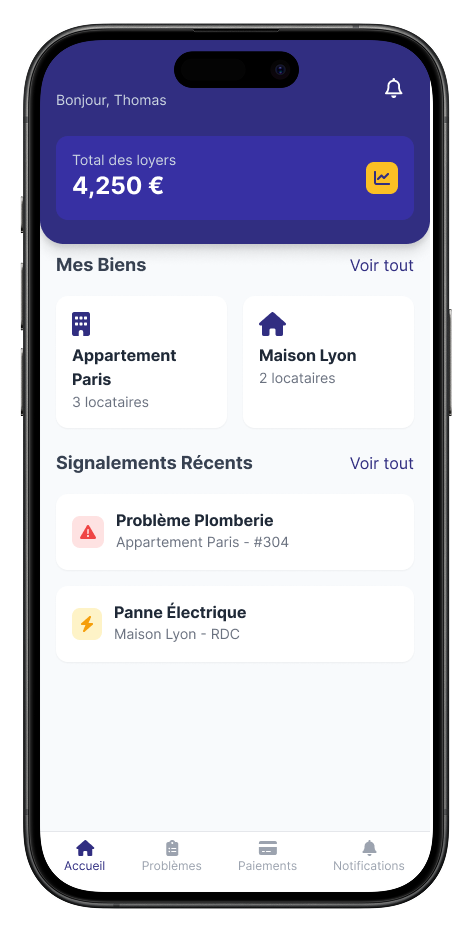 Bonjour, Thomas
Total des loyers
4,250 €
Mes Biens
Voir tout
Appartement
Paris
3 locataires
Maison Lyon
2 locataires
Signalements Récents
Voir tout
Problème Plomberie
Appartement Paris - #304
Panne Électrique
Maison Lyon - RDC
Accueil
Problèmes
Paiements
Notifications